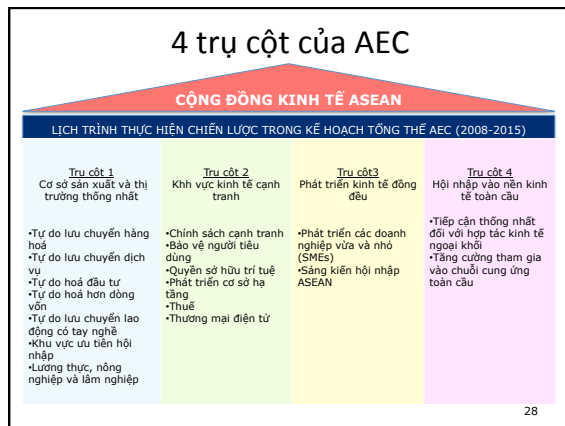 4 trụ cột của AEC
CỘNG ĐỒNG KINH TẾ ASEAN
LỊCH TRÌNH THỰC HIỆN CHIẾN LƯỢC TRONG KẾ HOẠCH TỔNG THỂ AEC (2008-2015)
Trụ côt 1
Cơ sở sản xuất và thị
trường thống nhất
•Tự do lưu chuyển hàng
hoá
•Tự do lưu chuyển dịch
vụ
•Tự do hoá đầu tư
•Tự do hoá hơn dòng
vốn
•Tự do lưu chuyển lao
động có tay nghề
•Khu vực ưu tiên hội
nhập
•Lương thực, nông
nghiệp và lâm nghiệp
Trụ côt 2
Khh vực kinh tế cạnh
tranh
•Chính sách cạnh tranh
•Bảo vệ người tiêu
dùng
•Quyền sở hữu trí tuệ
•Phát triển cơ sở hạ
tầng
•Thuế
•Thương mại điện tử
Trụ côt3
Phát triển kinh tế đồng
đều
•Phát triển các doanh
nghiệp vừa và nhỏ
(SMEs)
•Sáng kiến hội nhập
ASEAN
Trụ côt 4
Hội nhập vào nền kinh
tế toàn cầu
•Tiếp cận thống nhất
đối với hợp tác kinh tế
ngoại khối
•Tăng cường tham gia
vào chuỗi cung ứng
toàn cầu
28